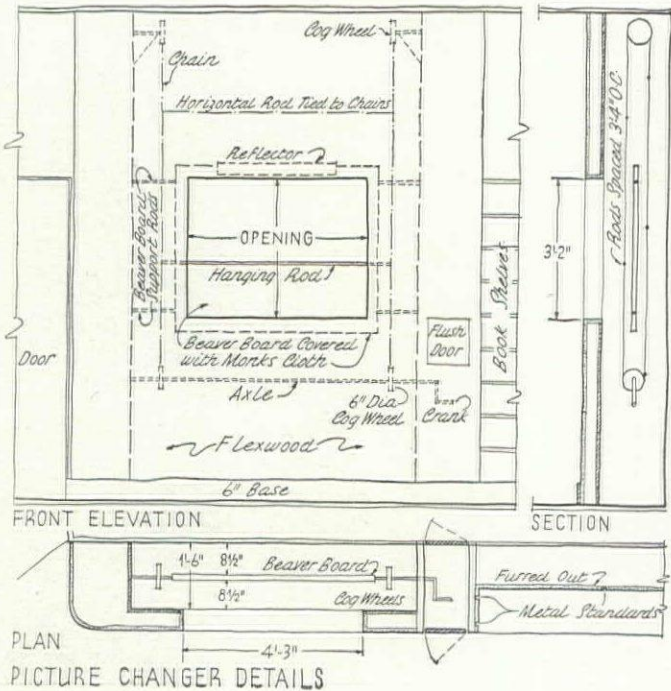 Cog Wheel
Chain
Horizontal Rod Tied to Chains
Reflector
Beaver Board
Support Rods
OPENING
Hanging Rod
Beaver Board Covered
with Monks Cloth
Flush
Door
Book Shelves
Door
Axle
6" Dia
Cog Wheel
Crank
Flexwood
6" Base
FRONT ELEVATION
Rods Spaced 3'4" O.C.
3'-2"
SECTION
1'-6"
8½"
Beaver Board
8½"
Cog Wheels
Furred Out
Metal Standards
PLAN
4'-3"
PICTURE CHANGER DETAILS